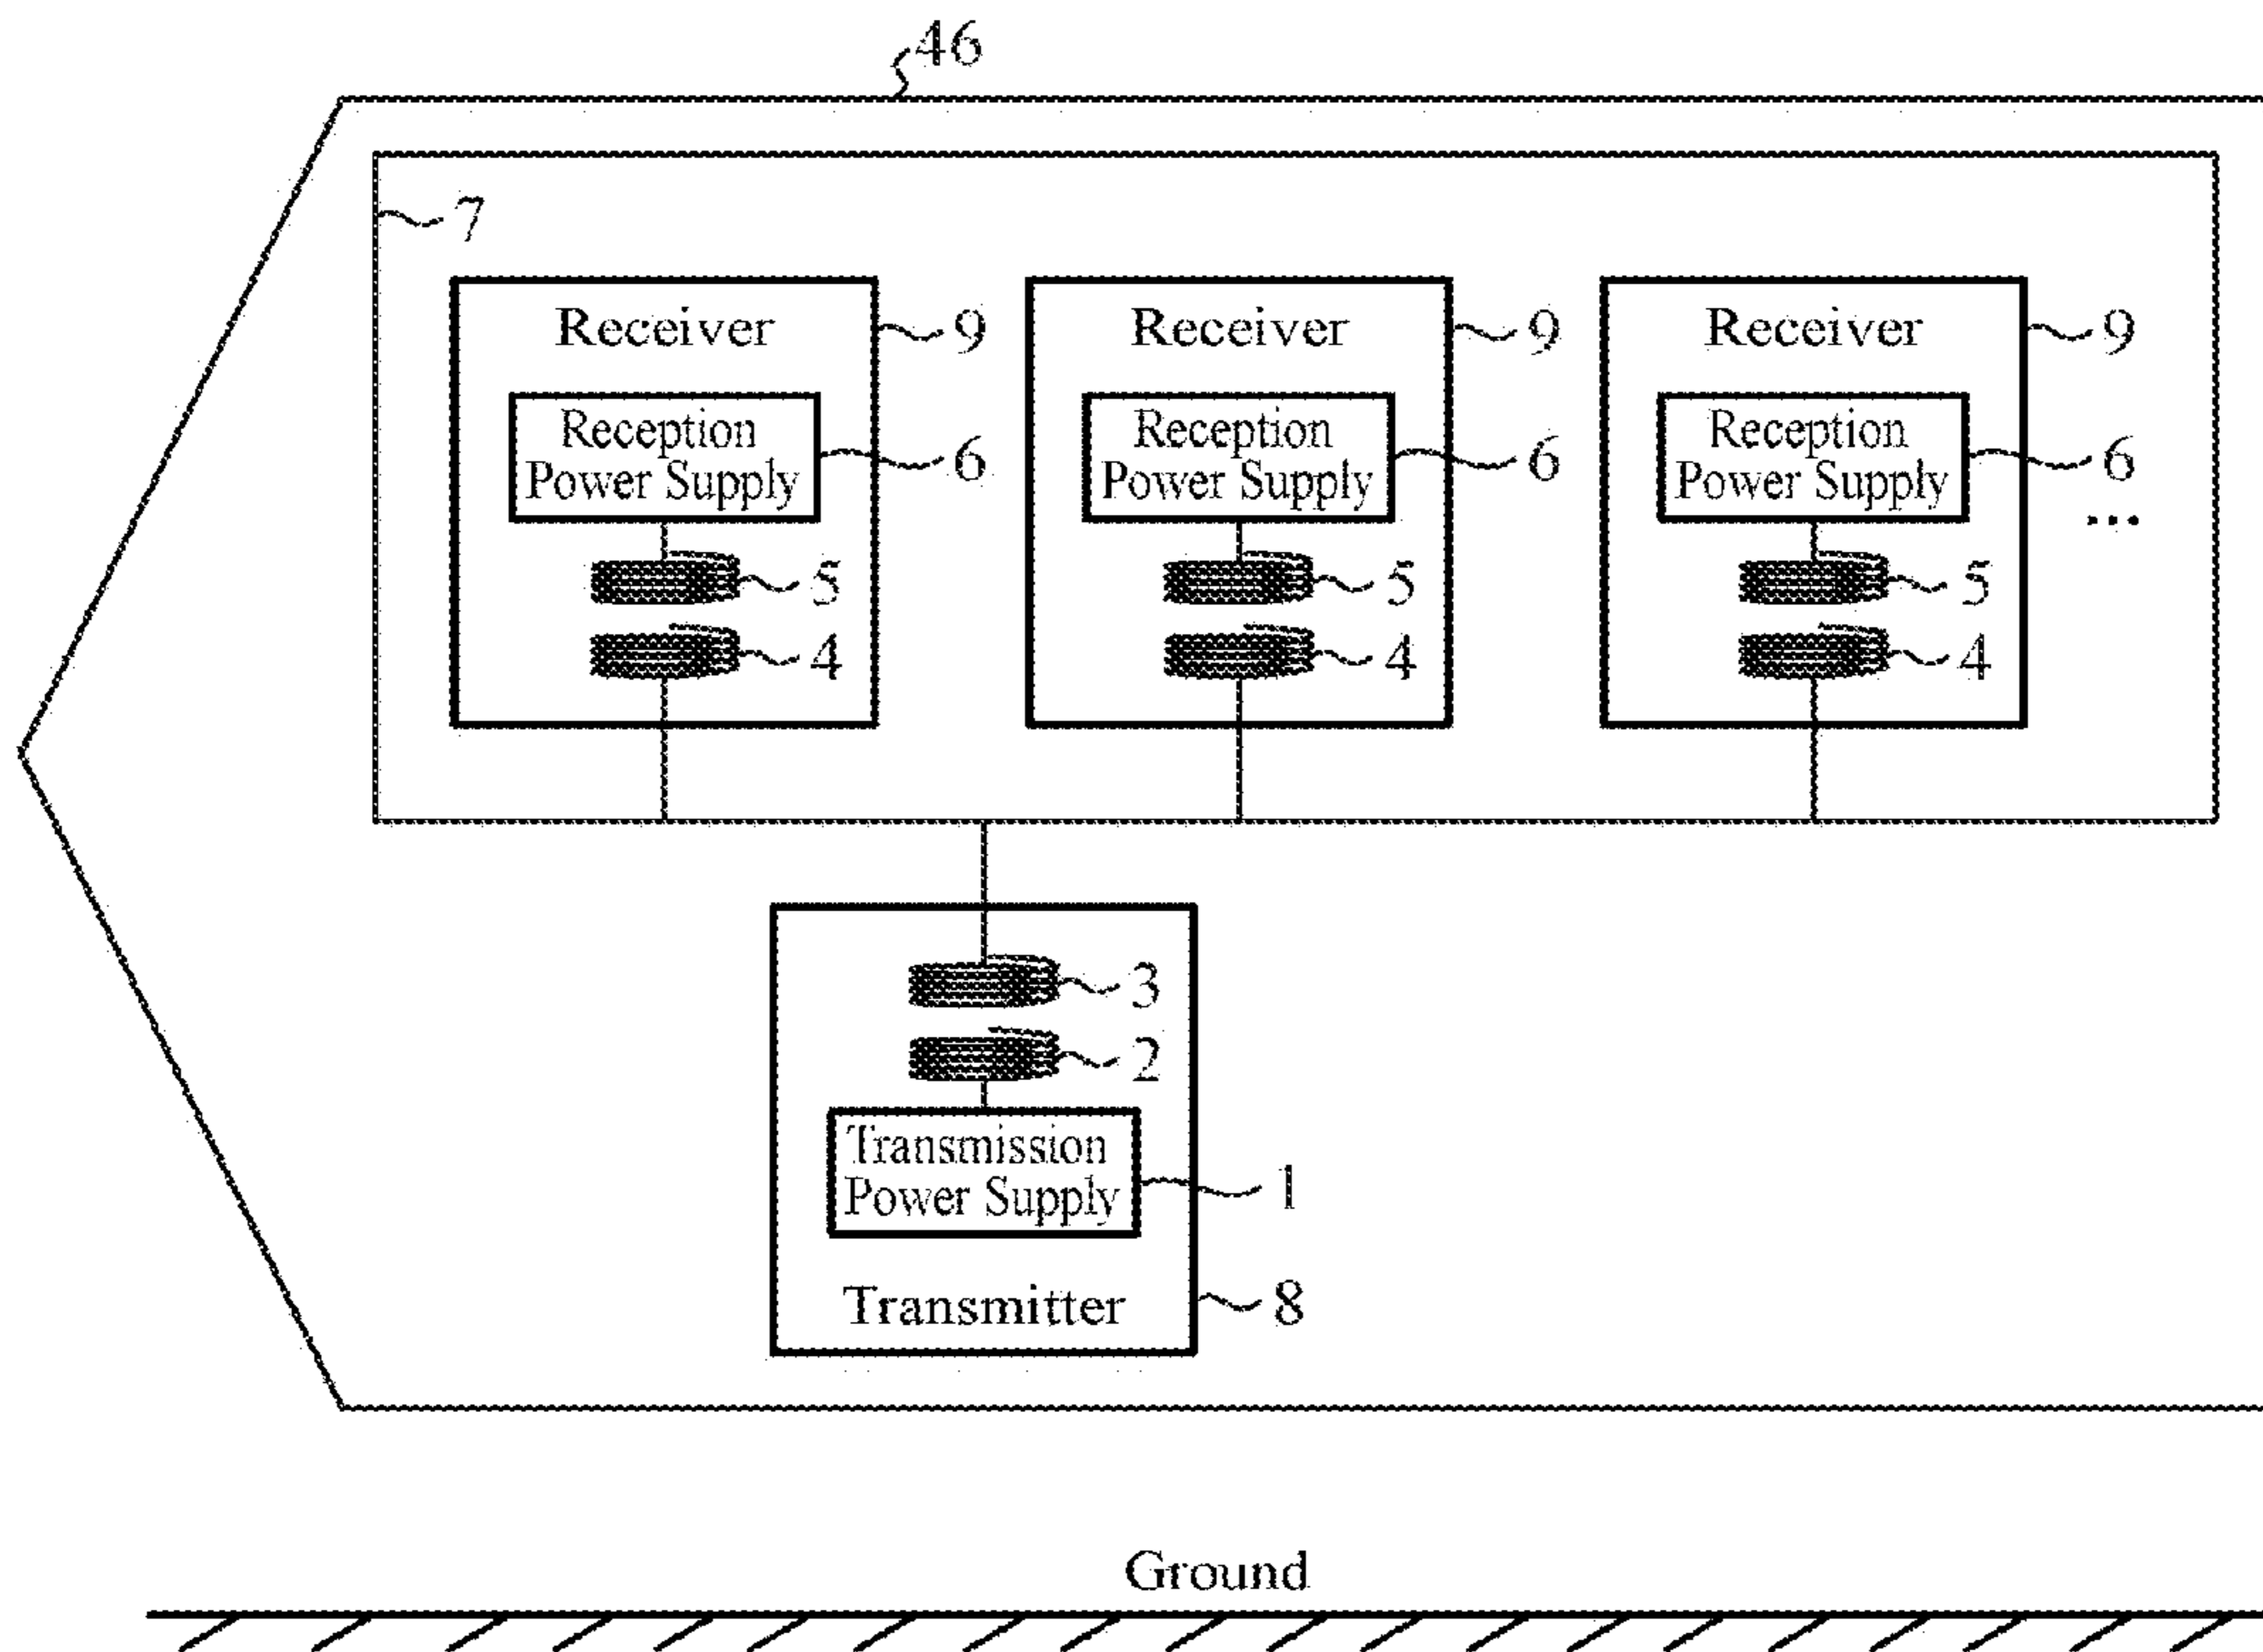 46
7
Receiver 9 Receiver 9 Receiver 9
Reception Reception Reception
Power Supply 6 Power Supply 6 Power Supply 6
...
5 5 5
4 4 4
3
2
Transmission
Power Supply 1
Transmitter 8
Ground